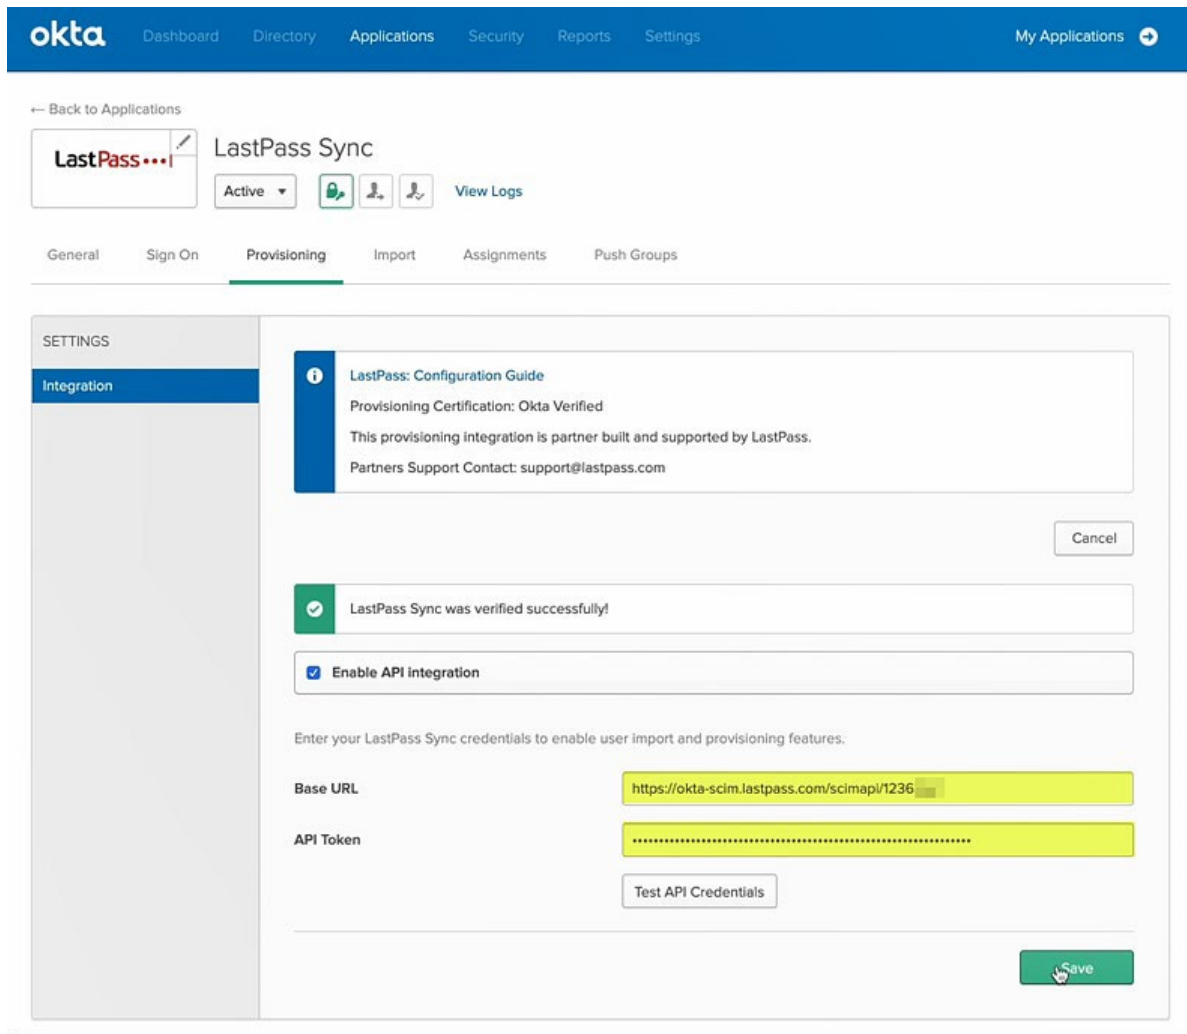 okta Dashboard Directory Applications Security Reports Settings My Applications
← Back to Applications
LastPass LastPass Sync
Active View Logs
General Sign On Provisioning Import Assignments Push Groups
SETTINGS
Integration
LastPass: Configuration Guide
Provisioning Certification: Okta Verified
This provisioning integration is partner built and supported by LastPass.
Partners Support Contact: support@lastpass.com
Cancel
LastPass Sync was verified successfully!
Enable API integration
Enter your LastPass Sync credentials to enable user import and provisioning features.
Base URL https://okta-scim.lastpass.com/scimapi/1236
API Token
Test API Credentials
Save